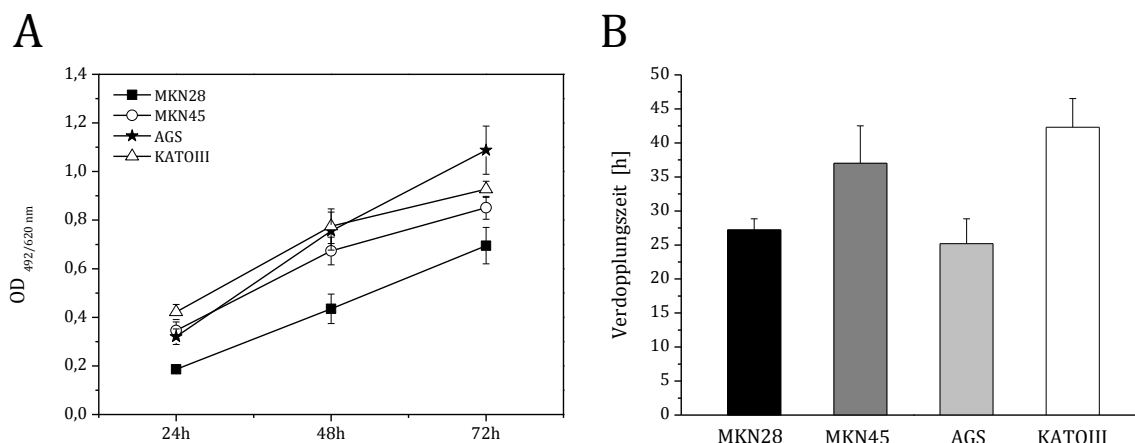 A
OD 492/620 nm
1,4
1,2
1,0
0,8
0,6
0,4
0,2
0,0
MKN28
MKN45
AGS
KATOIII
24h
48h
72h
B
Verdopplungszeit [h]
50
45
40
35
30
25
20
15
10
5
0
MKN28
MKN45
AGS
KATOIII